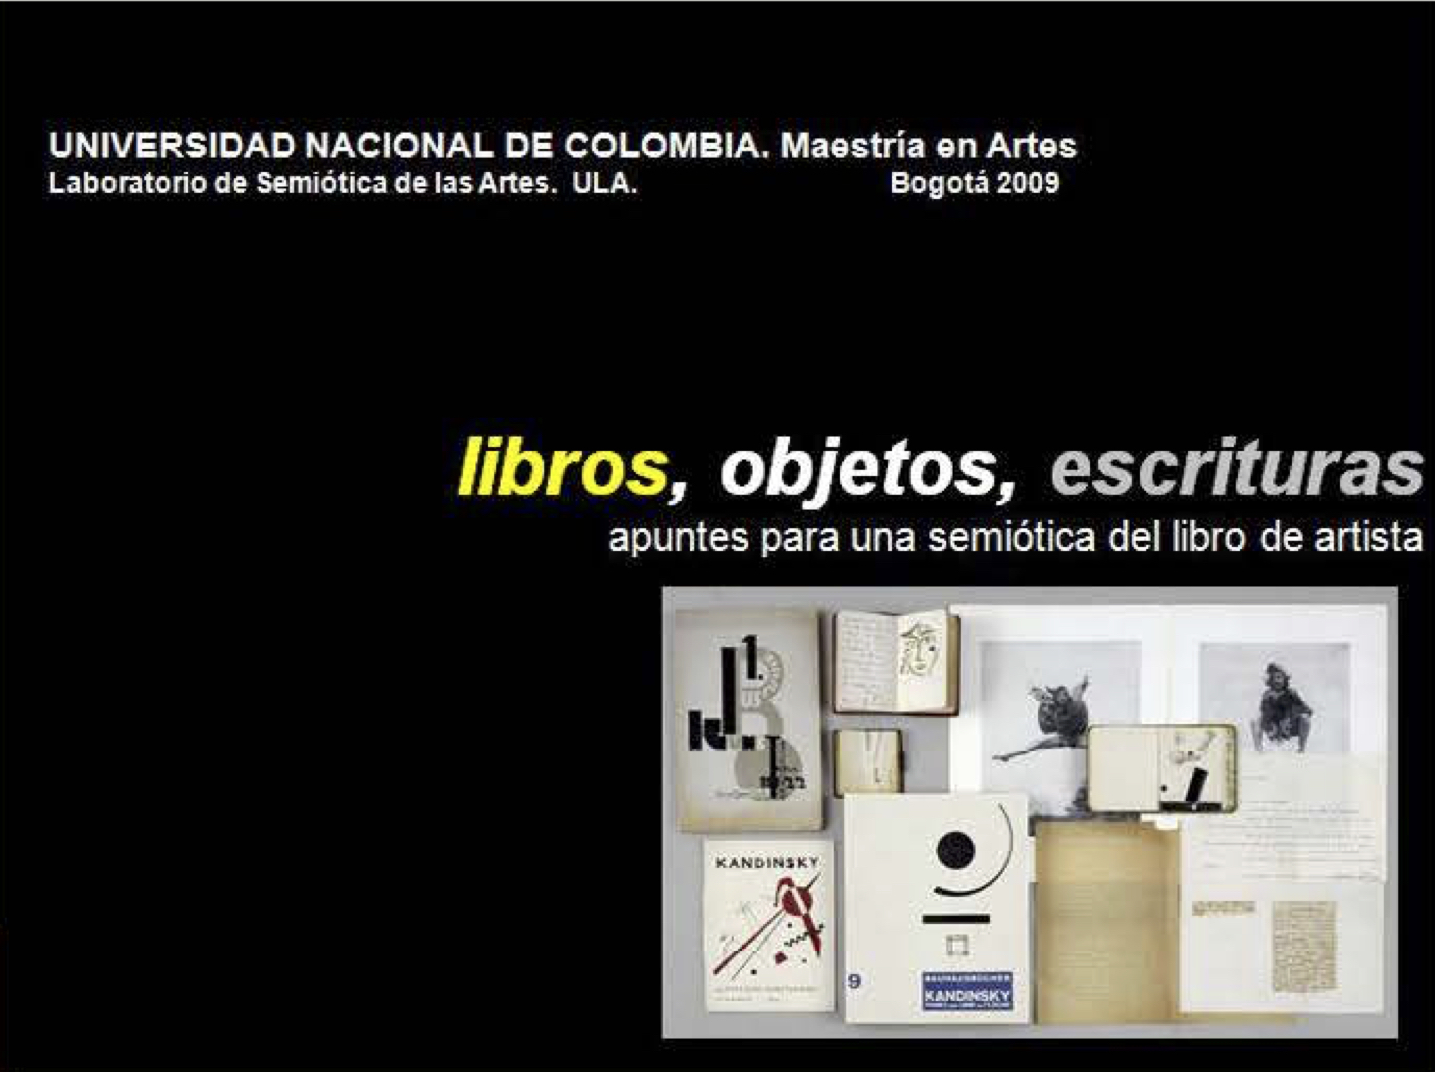 UNIVERSIDAD NACIONAL DE COLOMBIA. Maestría en Artes
Laboratorio de Semiótica de las Artes. ULA. Bogotá 2009
libros, objetos, escrituras
apuntes para una semiótica del libro de artista
KANDINSKY
9
BAUHAUSBÜCHER
KANDINSKY